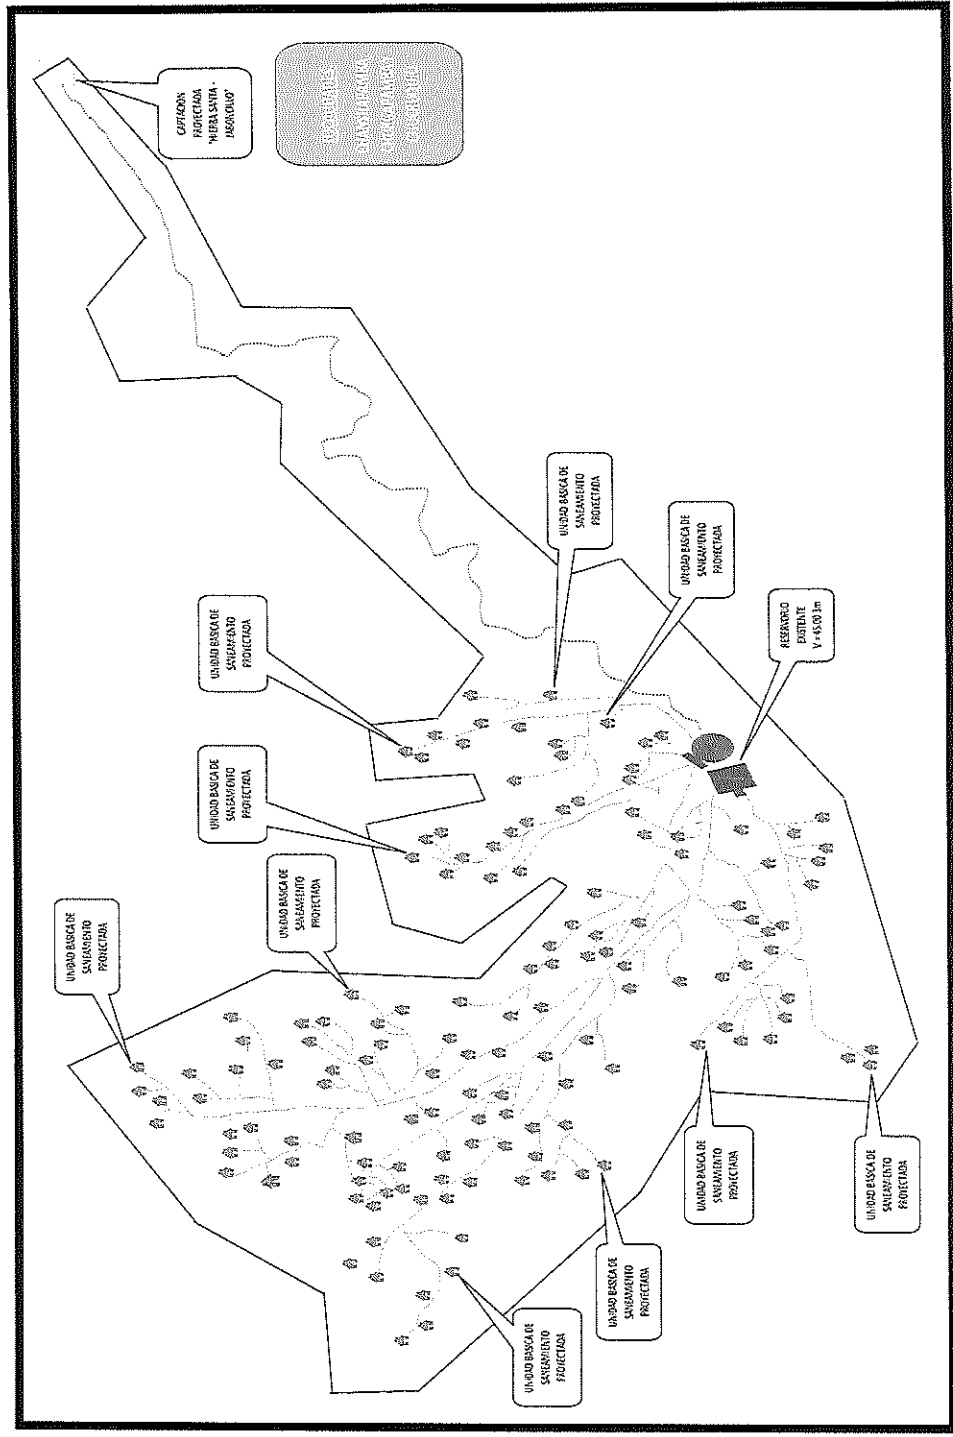 UNIDAD BASICA DE
SANEAMIENTO
PROYECTADA
CAPTACION
PROYECTADA
"HIERBA SANTA -
JABONCILLO"
UNIDAD BASICA DE
SANEAMIENTO
PROYECTADA
UNIDAD BASICA DE
SANEAMIENTO
PROYECTADA
UNIDAD BASICA DE
SANEAMIENTO
PROYECTADA
UNIDAD BASICA DE
SANEAMIENTO
PROYECTADA
UNIDAD BASICA DE
SANEAMIENTO
PROYECTADA
UNIDAD BASICA DE
SANEAMIENTO
PROYECTADA
UNIDAD BASICA DE
SANEAMIENTO
PROYECTADA
UNIDAD BASICA DE
SANEAMIENTO
PROYECTADA
RESERVORIO
EXISTENTE
V = 45.00 3m
UNIDAD BASICA DE
SANEAMIENTO
PROYECTADA